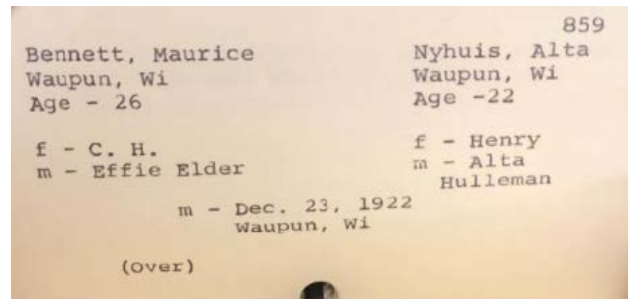 859
Bennett, Maurice
Waupun, Wi
Age - 26
f - C. H.
m - Effie Elder
Nyhuis, Alta
Waupun, Wi
Age -22
f - Henry
m - Alta
Hulleman
m - Dec. 23, 1922
Waupun, Wi
(over)